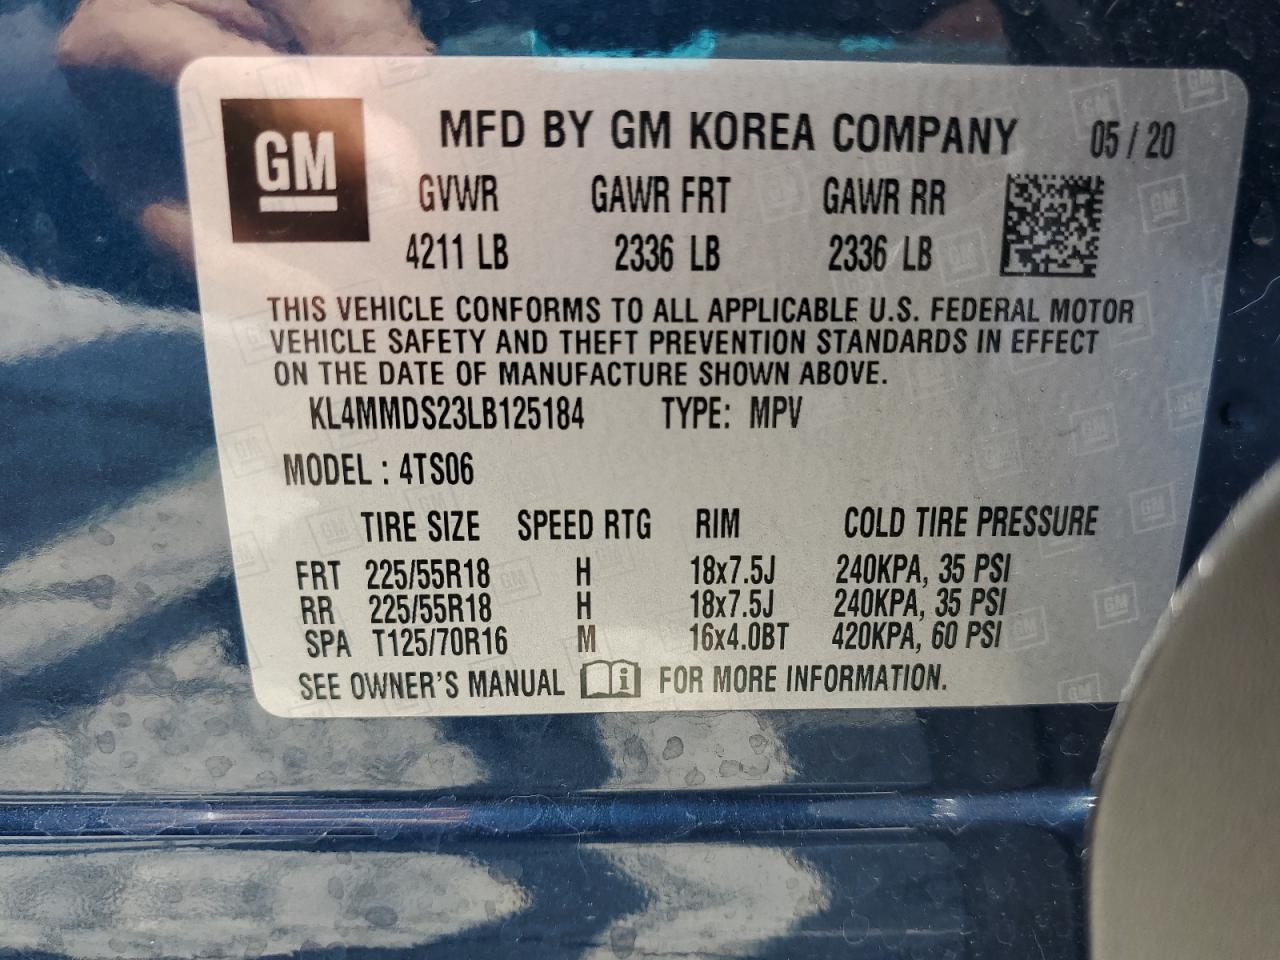 GM
MFD BY GM KOREA COMPANY 05 / 20
GVWR GAWR FRT GAWR RR
4211 LB 2336 LB 2336 LB
THIS VEHICLE CONFORMS TO ALL APPLICABLE U.S. FEDERAL MOTOR
VEHICLE SAFETY AND THEFT PREVENTION STANDARDS IN EFFECT
ON THE DATE OF MANUFACTURE SHOWN ABOVE.
KL4MMDS23LB125184 TYPE: MPV
MODEL : 4TS06
TIRE SIZE SPEED RTG RIM COLD TIRE PRESSURE
FRT 225/55R18 H 18x7.5J 240KPA, 35 PSI
RR 225/55R18 H 18x7.5J 240KPA, 35 PSI
SPA T125/70R16 M 16x4.0BT 420KPA, 60 PSI
SEE OWNER'S MANUAL i FOR MORE INFORMATION.